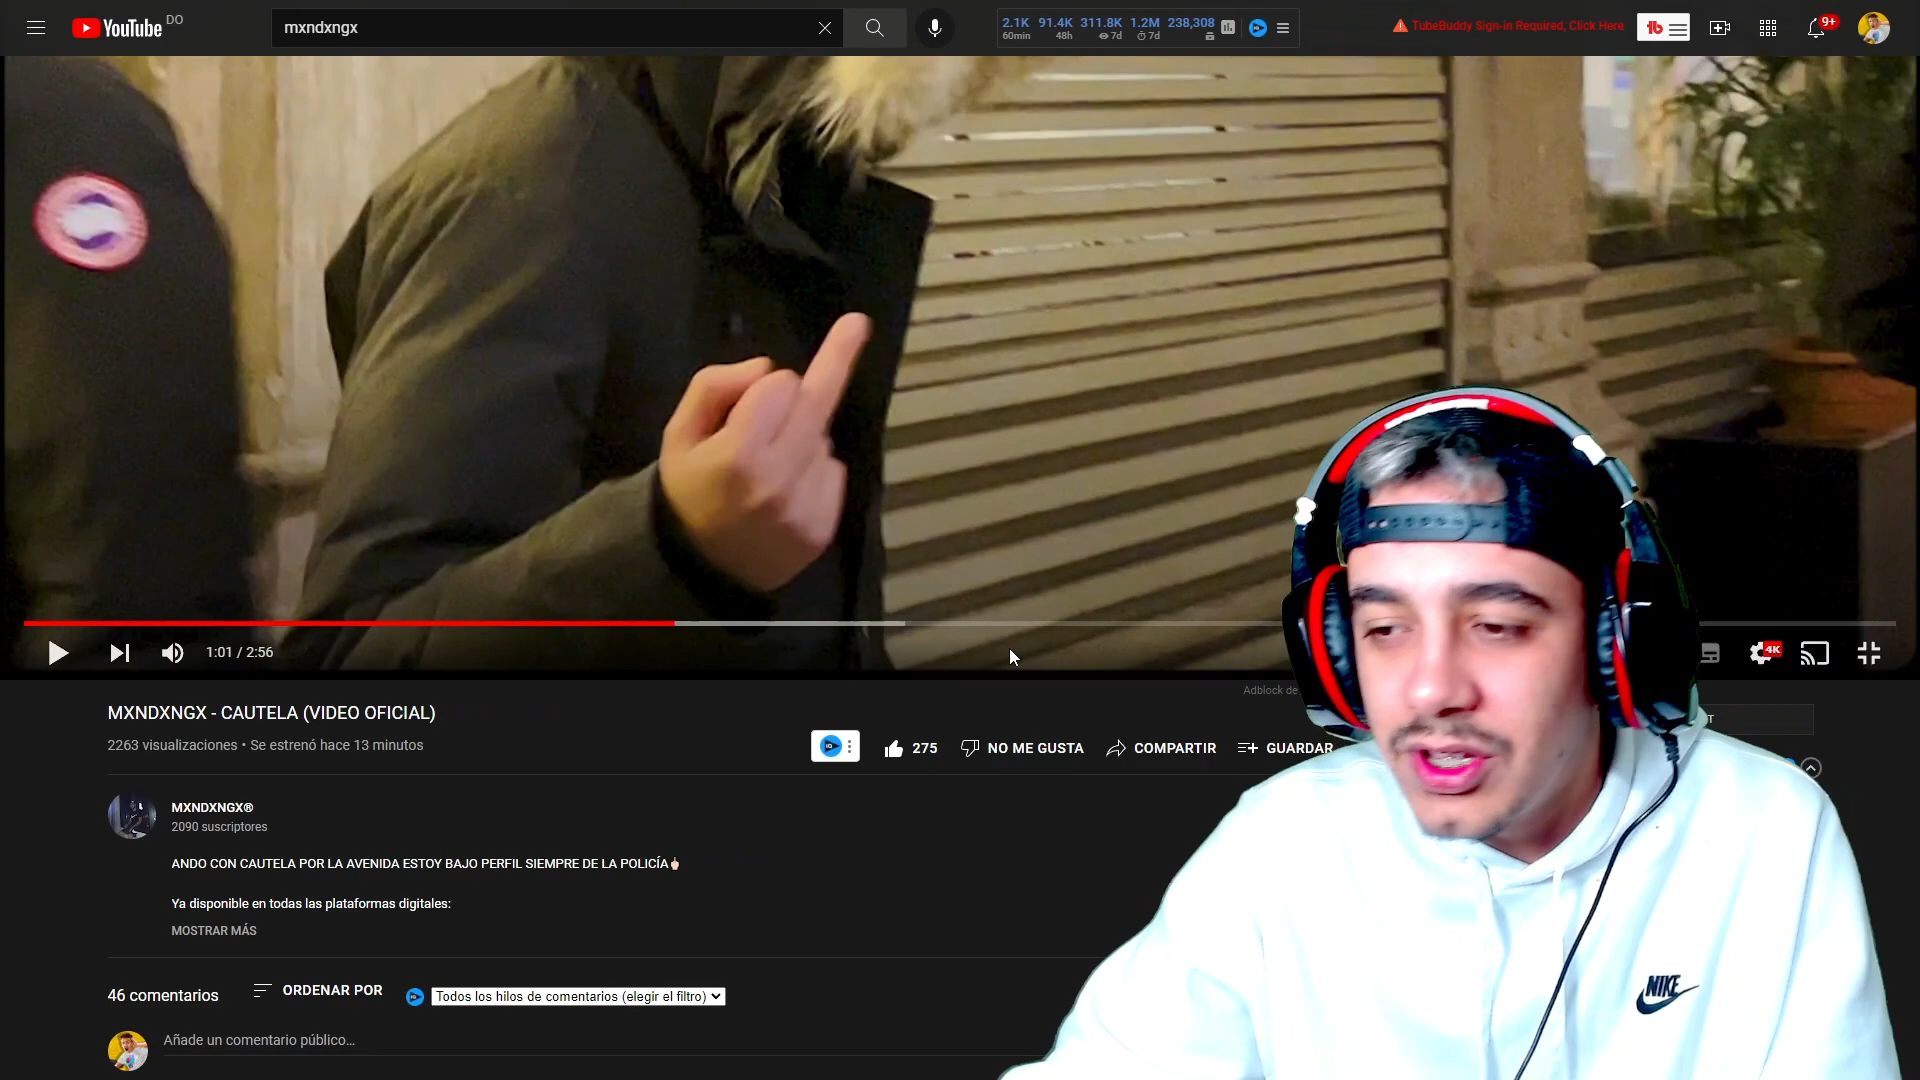 YouTube DO
mxndxngx
2.1K 91.4K 311.8K 1.2M 238,308
60min 48h 7d 7d
TubeBuddy Sign-in Required, Click Here
tb
9+
1:01 / 2:56
4K
Adblock de
MXNDXNGX - CAUTELA (VIDEO OFICIAL)
T
2263 visualizaciones • Se estrenó hace 13 minutos
275 NO ME GUSTA COMPARTIR GUARDAR
MXNDXNGX®
2090 suscriptores
ANDO CON CAUTELA POR LA AVENIDA ESTOY BAJO PERFIL SIEMPRE DE LA POLICÍA🖕🏻
Ya disponible en todas las plataformas digitales:
MOSTRAR MÁS
46 comentarios ORDENAR POR Todos los hilos de comentarios (elegir el filtro)
NIKE
Añade un comentario público...